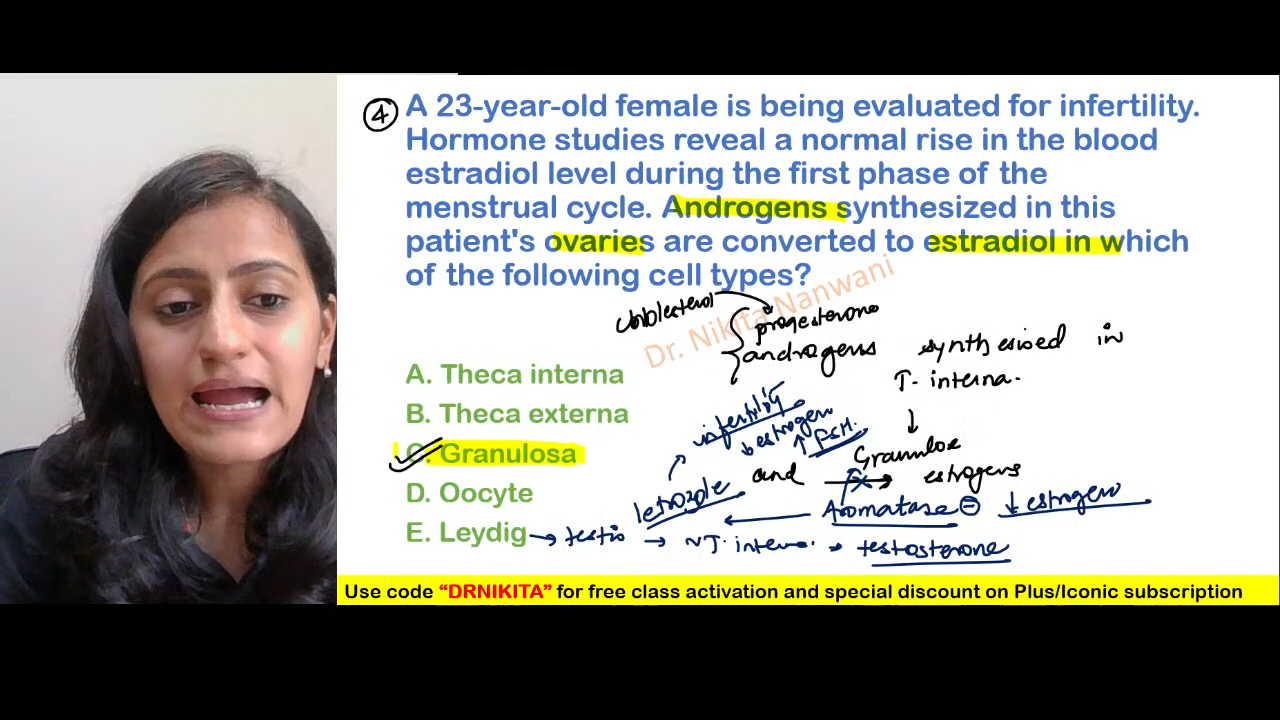 ④ A 23-year-old female is being evaluated for infertility.
Hormone studies reveal a normal rise in the blood
estradiol level during the first phase of the
menstrual cycle. Androgens synthesized in this
patient's ovaries are converted to estradiol in which
of the following cell types?
Dr. Nikita Nanwani
cholesterol
progesterone
androgens synthesised in
T- interna.
A. Theca interna
B. Theca externa
C. Granulosa
D. Oocyte
E. Leydig → testis → ~ T. interna. → testosterone
infertility
↓ estrogen
↑ FSH.
Granulosa
letrozole and → estrogens
Aromatase ⊖ ↓ estrogen
Use code “DRNIKITA” for free class activation and special discount on Plus/Iconic subscription